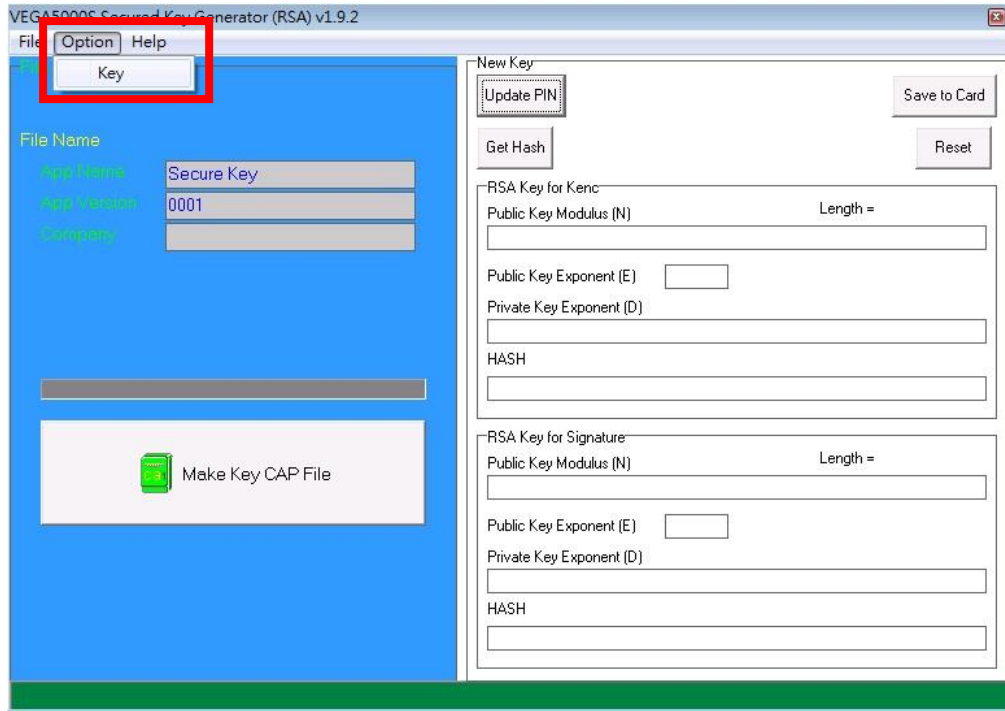 VEGA5000S Secured Key Generator (RSA) v1.9.2
File Option Help
Key
File Name
App Name Secure Key
App Version 0001
Company
Make Key CAP File
New Key
Update PIN Save to Card
Get Hash Reset
RSA Key for Kenc
Public Key Modulus (N) Length =
Public Key Exponent (E)
Private Key Exponent (D)
HASH
RSA Key for Signature
Public Key Modulus (N) Length =
Public Key Exponent (E)
Private Key Exponent (D)
HASH